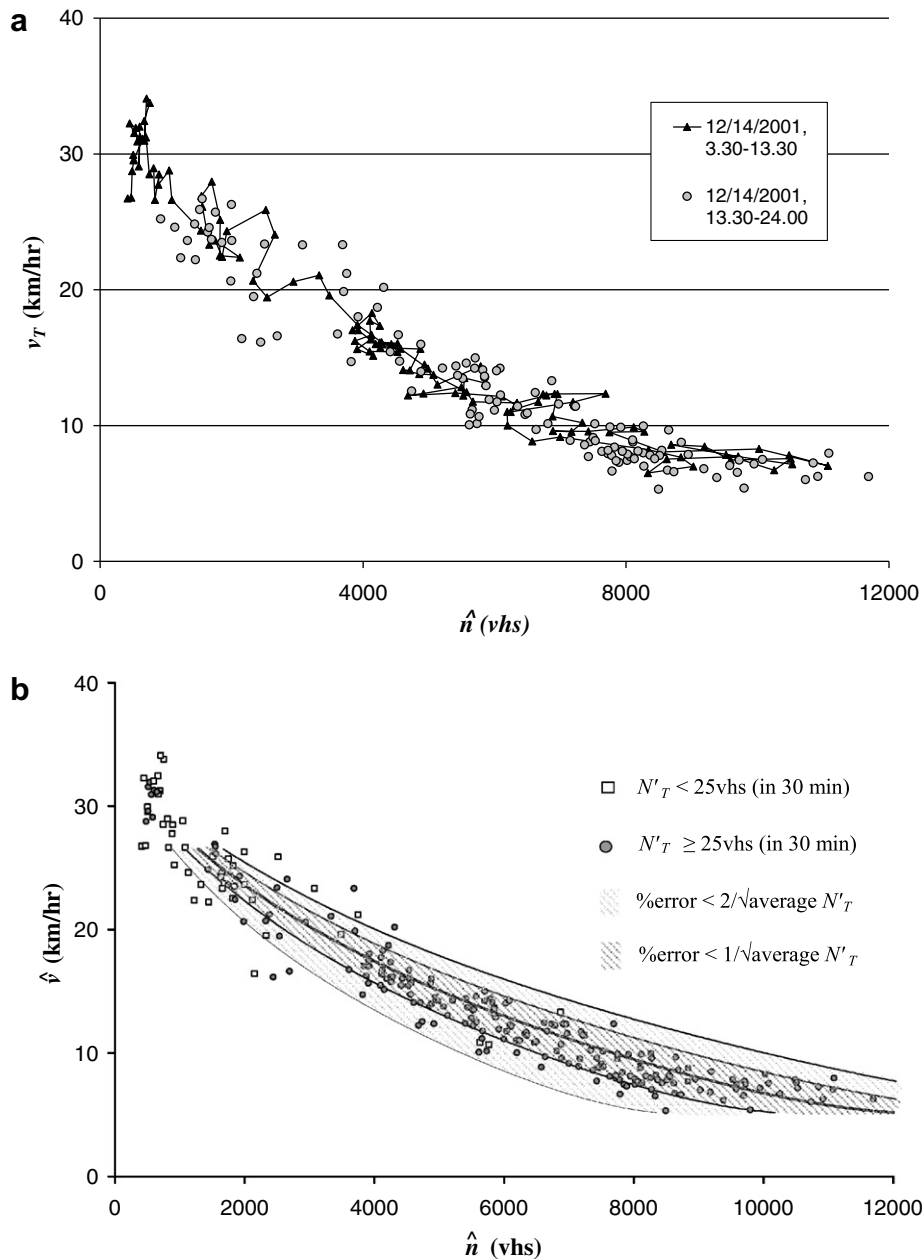 a
40
30
20
10
0
v_T (km/hr)
12/14/2001,
3.30-13.30
12/14/2001,
13.30-24.00
0 4000 8000 12000
n̂ (vhs)
b
40
30
20
10
0
v̂ (km/hr)
N'_T < 25vhs (in 30 min)
N'_T ≥ 25vhs (in 30 min)
%error < 2/√average N'_T
%error < 1/√average N'_T
0 2000 4000 6000 8000 10000 12000
n̂ (vhs)